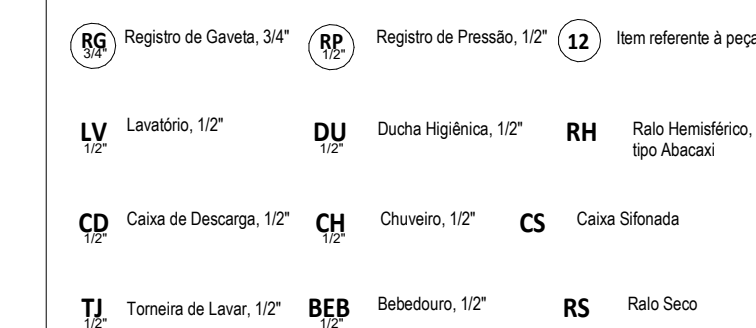 RG
3/4"
Registro de Gaveta, 3/4"
RP
1/2"
Registro de Pressão, 1/2"
12
Item referente à peça
LV
1/2"
Lavatório, 1/2"
DU
1/2"
Ducha Higiênica, 1/2"
RH
Ralo Hemisférico,
tipo Abacaxi
CD
1/2"
Caixa de Descarga, 1/2"
CH
1/2"
Chuveiro, 1/2"
CS
Caixa Sifonada
TJ
1/2"
Torneira de Lavar, 1/2"
BEB
1/2"
Bebedouro, 1/2"
RS
Ralo Seco